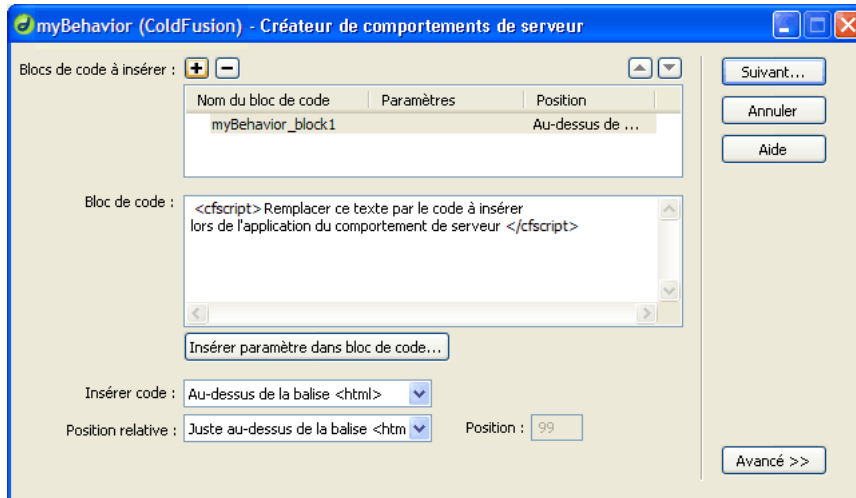 myBehavior (ColdFusion) - Créateur de comportements de serveur
Blocs de code à insérer :
Suivant...
Nom du bloc de code Paramètres Position
myBehavior_block1 Au-dessus de ...
Annuler
Aide
Bloc de code :
<cfscript> Remplacer ce texte par le code à insérer
lors de l'application du comportement de serveur </cfscript>
Insérer paramètre dans bloc de code...
Insérer code : Au-dessus de la balise <html>
Position relative : Juste au-dessus de la balise <htm Position : 99
Avancé >>